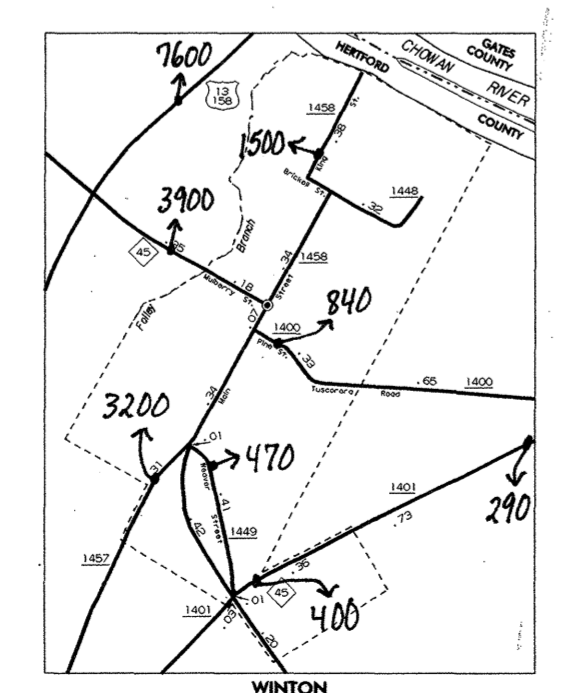 7600
13
158
HERTFORD
CHOWAN
RIVER
GATES
COUNTY
COUNTY
1458
St.
.38
King
1500
Brickell St.
1448
.32
3900
45
Branch
.34
1458
Street
.18
Mulberry St.
.07
840
1400
Pine St.
.33
Folley
Tuscarora Road
.65
1400
.34
Main
3200
.01
470
.31
Hoover Street
.41
1449
.42
1401
.73
290
1457
.36
45
.01
400
1401
.03
.20
WINTON